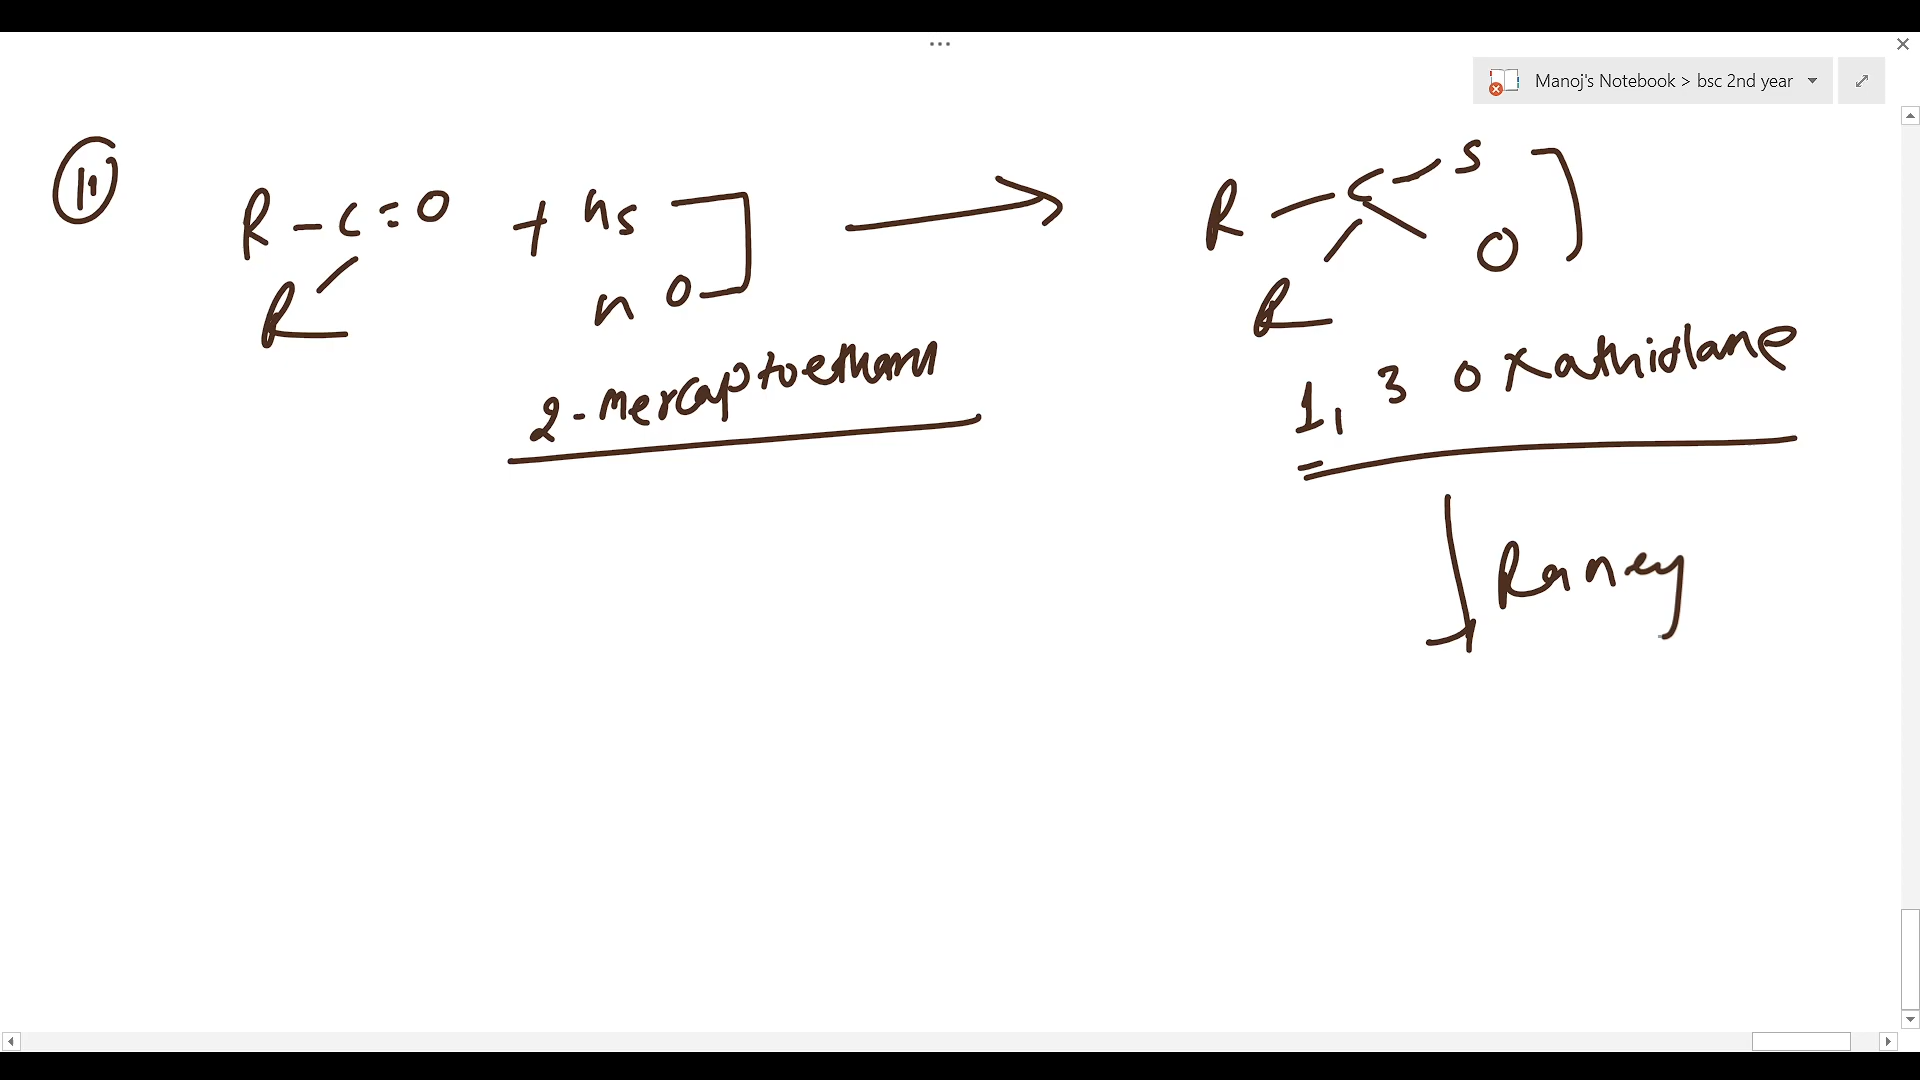 Manoj's Notebook > bsc 2nd year
11
R - C = O + hs
R
h O
2-mercaptoethanol
R - C - S
O
R
1, 3 oxathiolane
Raney